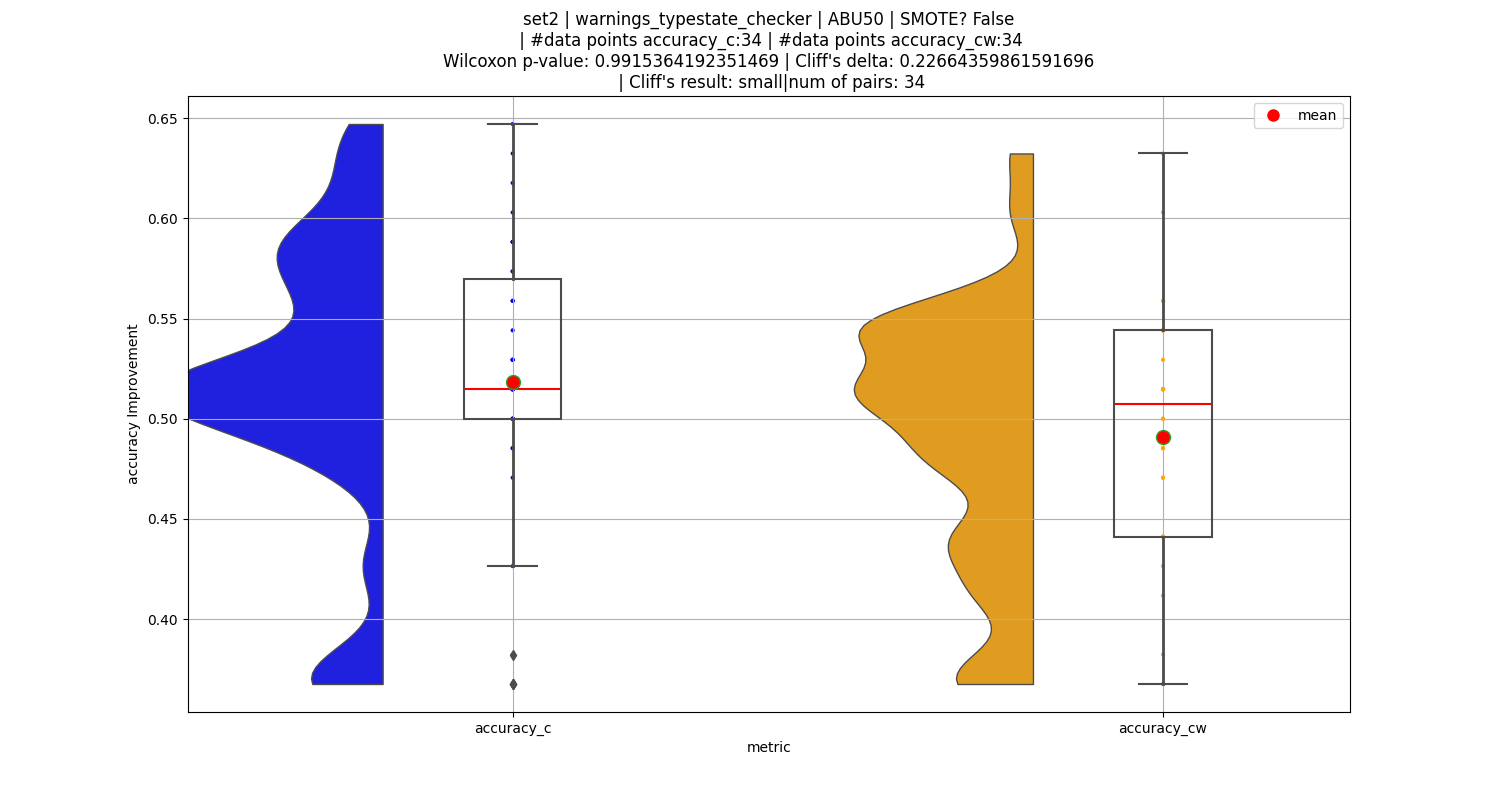 set2 | warnings_typestate_checker | ABU50 | SMOTE? False
| #data points accuracy_c:34 | #data points accuracy_cw:34
Wilcoxon p-value: 0.9915364192351469 | Cliff's delta: 0.22664359861591696
| Cliff's result: small|num of pairs: 34
mean
0.65
0.60
0.55
0.50
0.45
0.40
accuracy Improvement
accuracy_c
accuracy_cw
metric